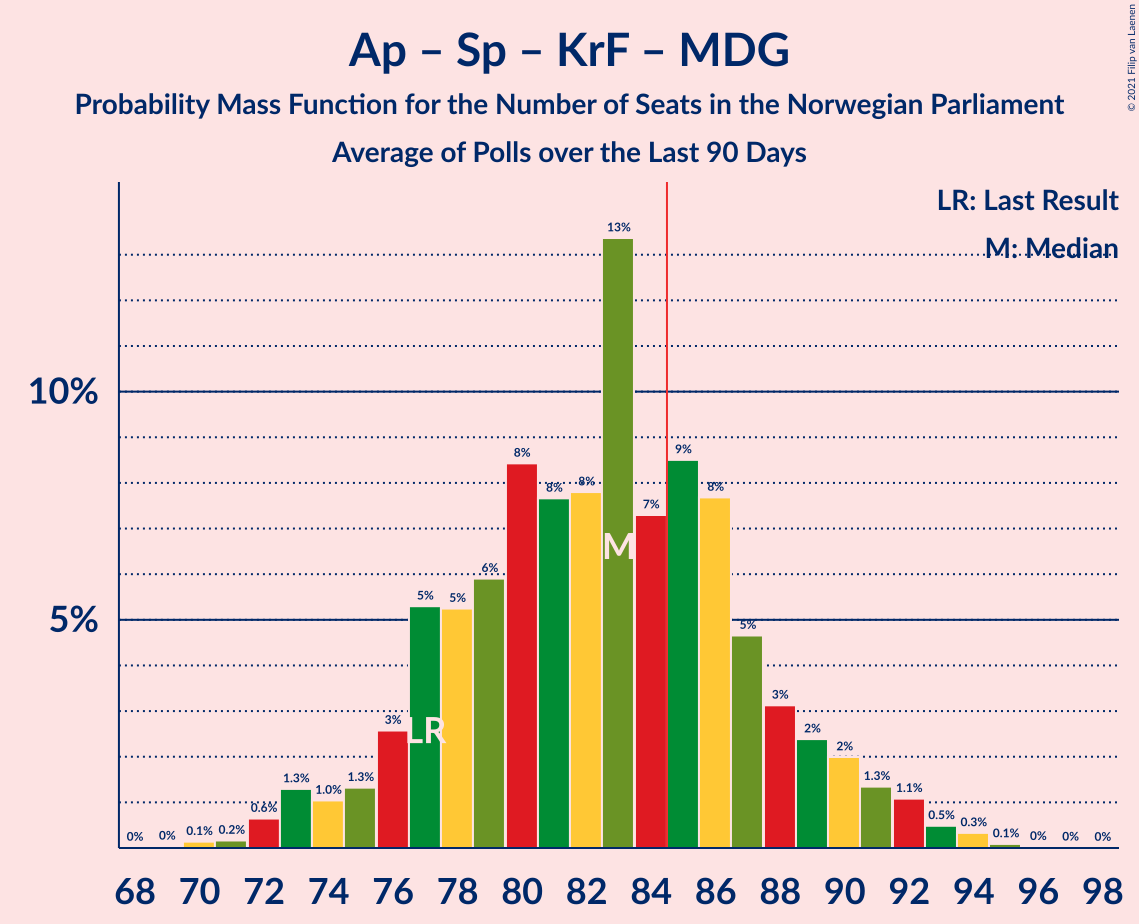 Ap – Sp – KrF – MDG
Probability Mass Function for the Number of Seats in the Norwegian Parliament
Average of Polls over the Last 90 Days
© 2021 Filip van Laenen
LR: Last Result
M: Median
10%
5%
0% 0% 0.1% 0.2% 0.6% 1.3% 1.0% 1.3% 3% 5% 5% 6% 8% 8% 8% 13% 7% 9% 8% 5% 3% 2% 2% 1.3% 1.1% 0.5% 0.3% 0.1% 0% 0% 0%
LR
M
68 70 72 74 76 78 80 82 84 86 88 90 92 94 96 98